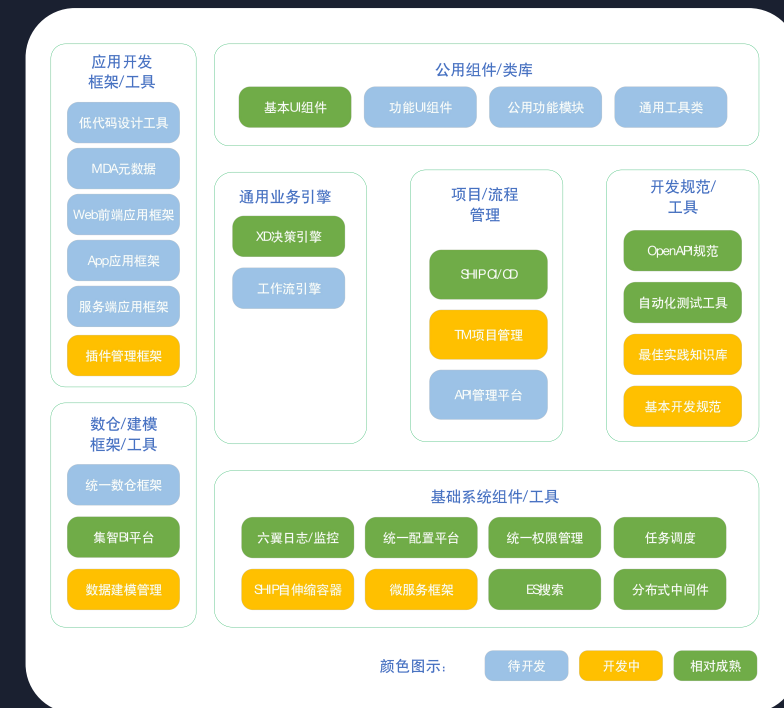 应用开发
框架/工具
低代码设计工具
MDA元数据
Web前端应用框架
App应用框架
服务端应用框架
插件管理框架
数仓/建模
框架/工具
统一数仓框架
集智BI平台
数据建模管理
公用组件/类库
基本UI组件
功能UI组件
公用功能模块
通用工具类
通用业务引擎
XD决策引擎
工作流引擎
项目/流程
管理
SHIP CI/CD
TM项目管理
API管理平台
开发规范/
工具
OpenAPI规范
自动化测试工具
最佳实践知识库
基本开发规范
基础系统组件/工具
六翼日志/监控
统一配置平台
统一权限管理
任务调度
SHIP自伸缩容器
微服务框架
ES搜索
分布式中间件
颜色图示：
待开发
开发中
相对成熟